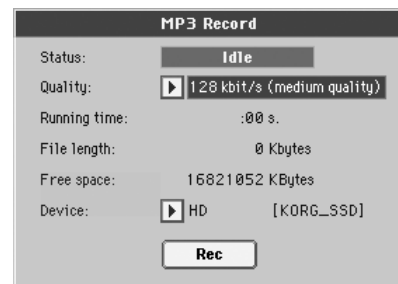 MP3 Record
Status: Idle
Quality: 128 kbit/s (medium quality)
Running time: :00 s.
File length: 0 Kbytes
Free space: 16821052 KBytes
Device: HD [KORG_SSD]
Rec